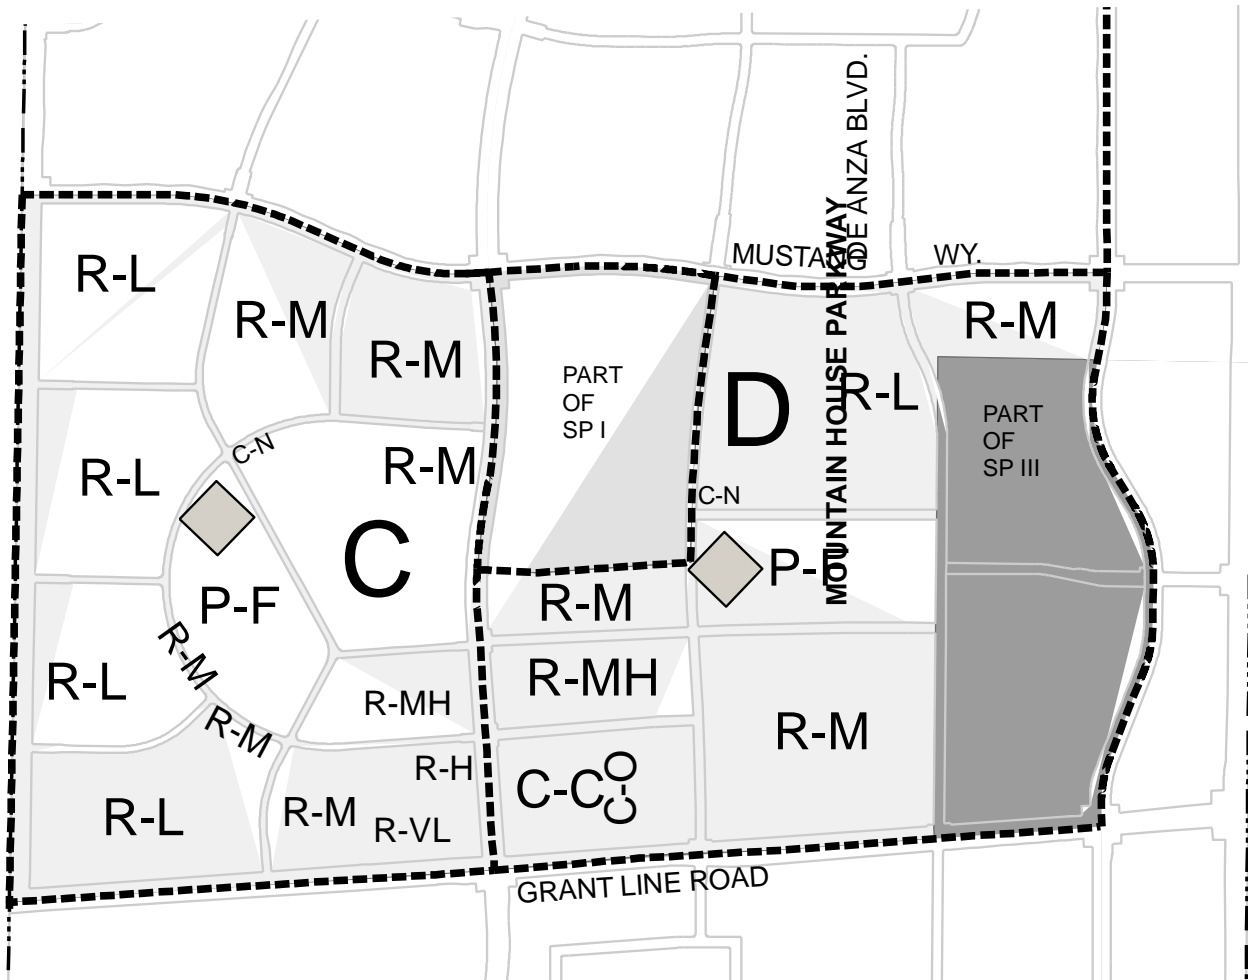 DE ANZA BLVD.
MUSTANG
WY.
MOUNTAIN HOUSE PARKWAY
R-L
R-M
R-M
R-M
PART
OF
SP I
D
R-L
PART
OF
SP III
C-N
R-M
R-L
C-N
C
P-F
P-F
R-M
R-M
R-L
R-MH
R-MH
R-M
R-M
R-H
C-C
C-O
R-L
R-M
R-VL
GRANT LINE ROAD